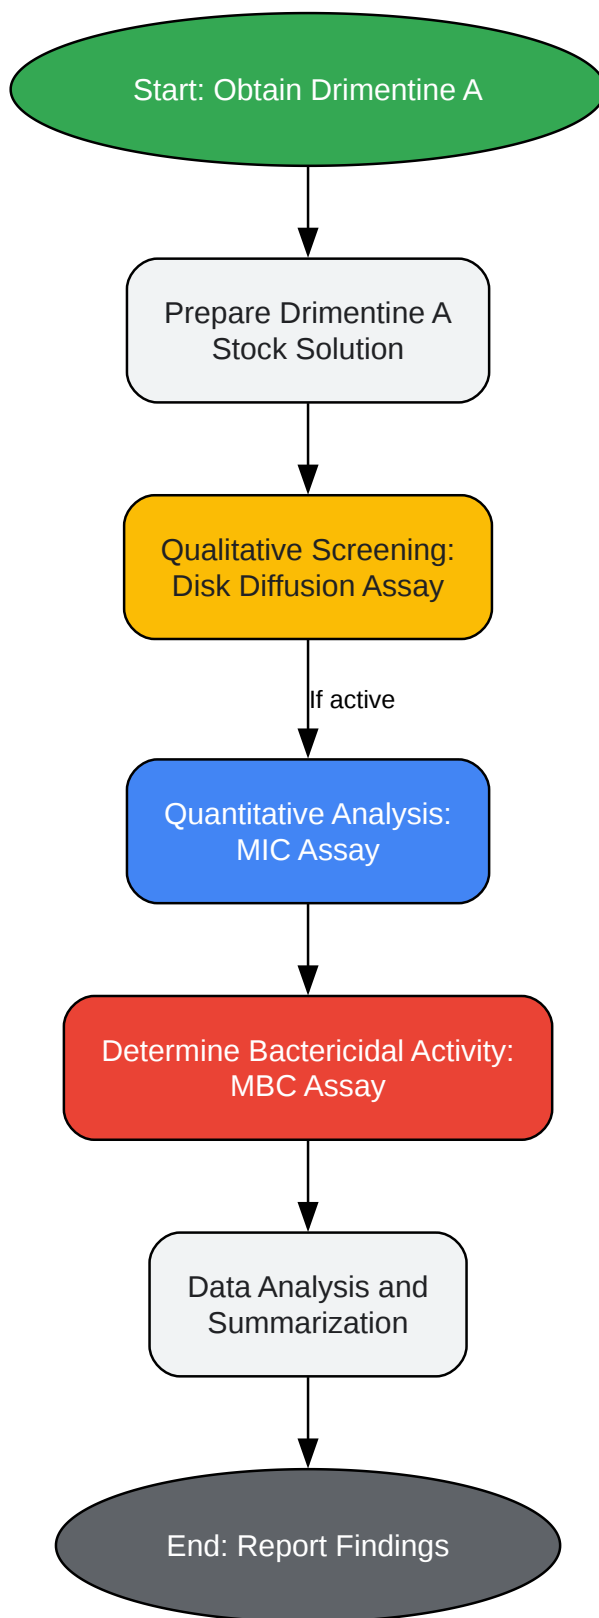 Start: Obtain Drimentine A
Prepare Drimentine A
Stock Solution
Qualitative Screening:
Disk Diffusion Assay
If active
Quantitative Analysis:
MIC Assay
Determine Bactericidal Activity:
MBC Assay
Data Analysis and
Summarization
End: Report Findings